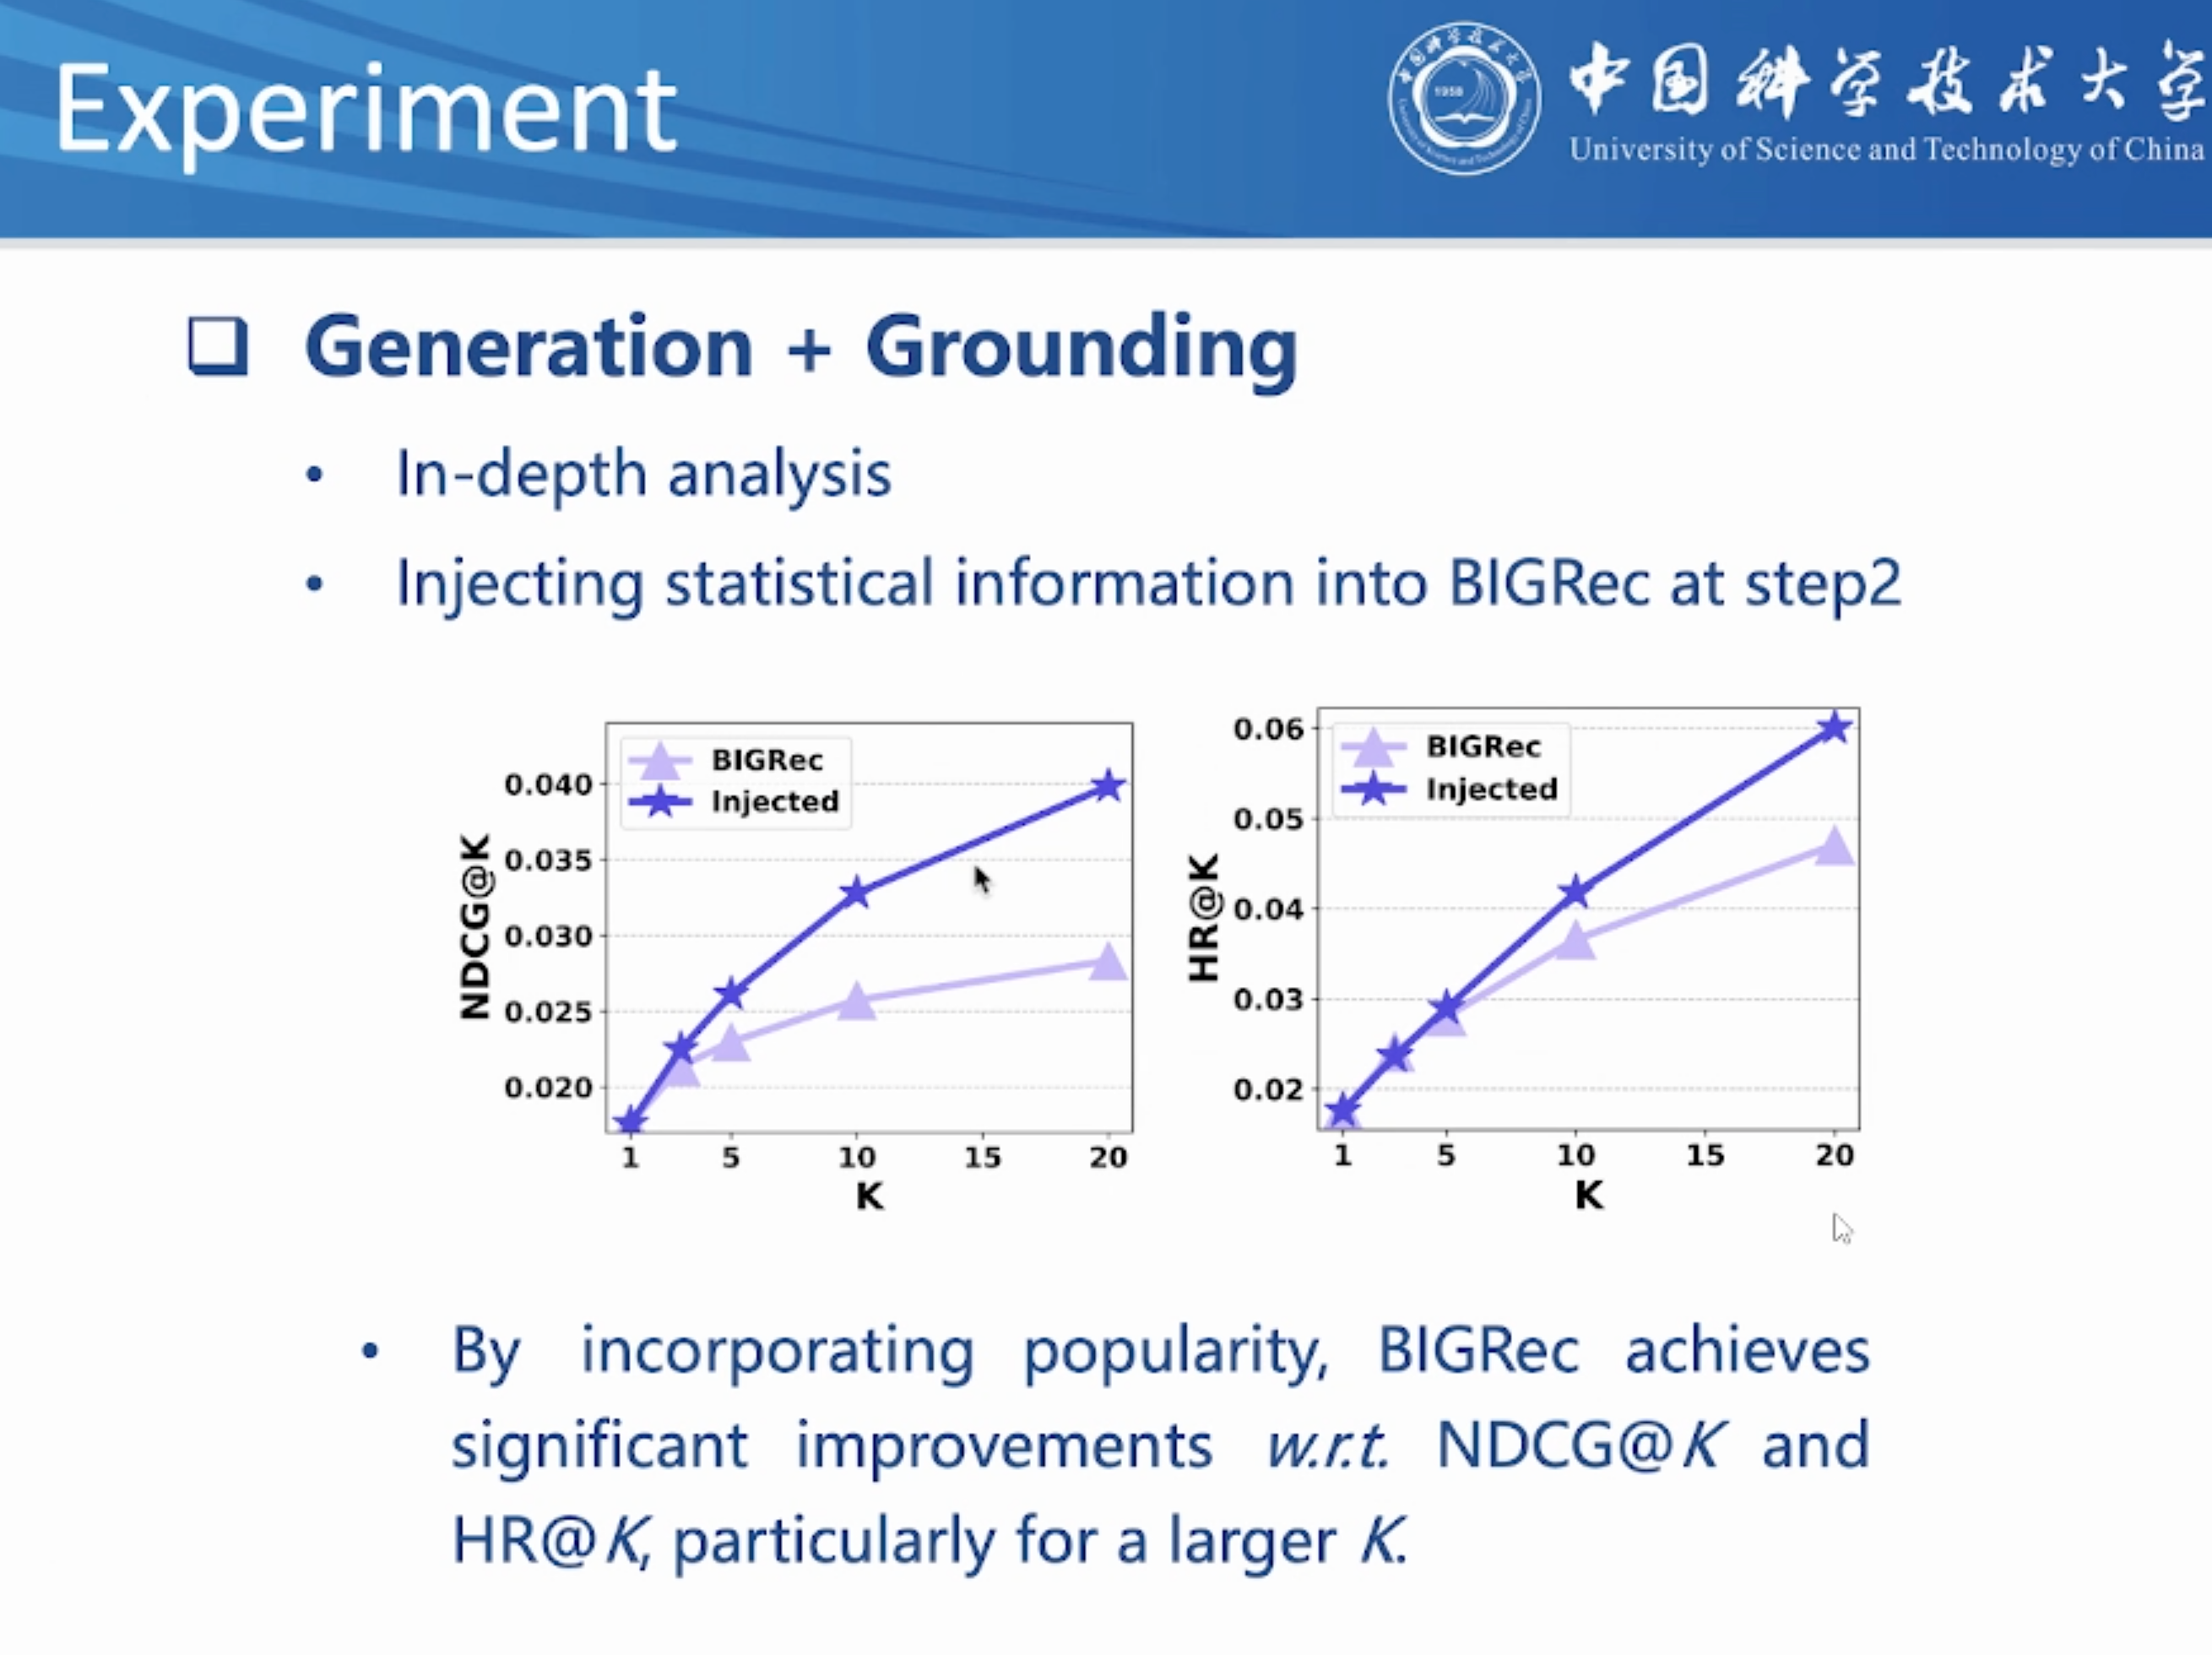 Experiment
中国科学技术大学
1958
University of Science and Technology of China
Generation + Grounding
• In-depth analysis
• Injecting statistical information into BIGRec at step2
BIGRec
Injected
0.040
0.035
0.030
0.025
0.020
NDCG@K
1 5 10 15 20
K
BIGRec
Injected
0.06
0.05
0.04
0.03
0.02
HR@K
1 5 10 15 20
K
• By incorporating popularity, BIGRec achieves
significant improvements w.r.t. NDCG@K and
HR@K, particularly for a larger K.